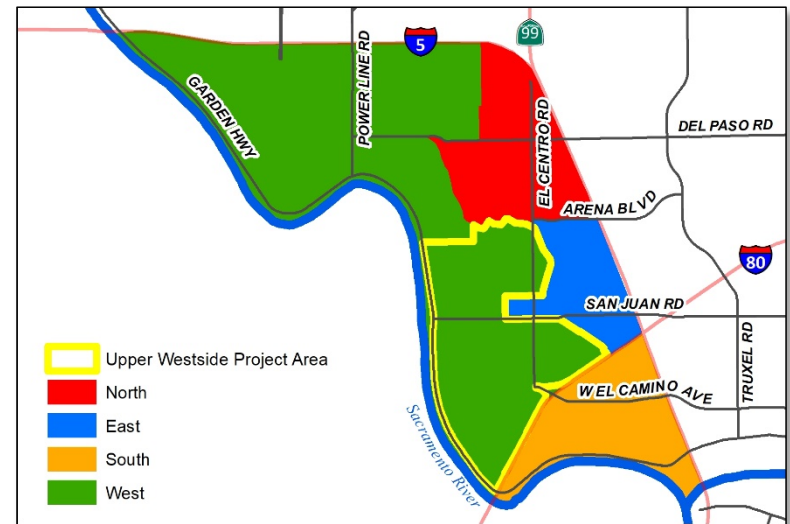 5
99
POWER LINE RD
GARDEN HWY
EL CENTRO RD
DEL PASO RD
ARENA BLVD
80
SAN JUAN RD
TRUXEL RD
W EL CAMINO AVE
Sacramento River
Upper Westside Project Area
North
East
South
West